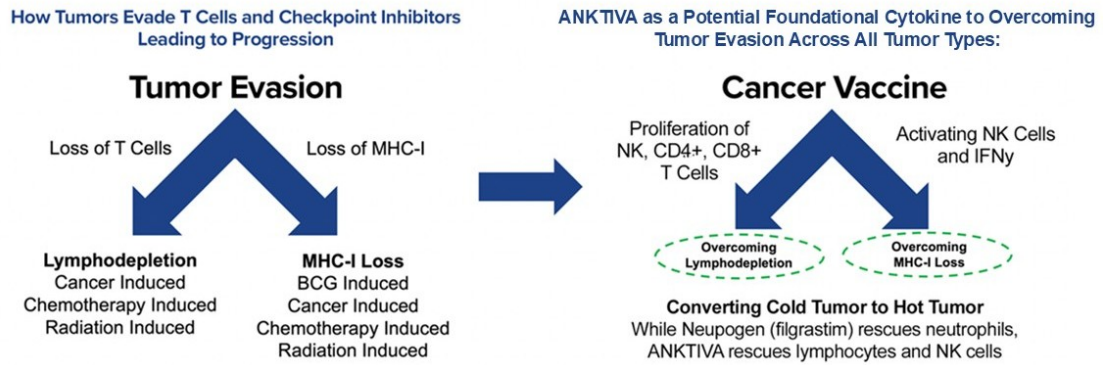 How Tumors Evade T Cells and Checkpoint Inhibitors
Leading to Progression
Tumor Evasion
Loss of T Cells
Loss of MHC-I
Lymphodepletion
Cancer Induced
Chemotherapy Induced
Radiation Induced
MHC-I Loss
BCG Induced
Cancer Induced
Chemotherapy Induced
Radiation Induced
ANKTIVA as a Potential Foundational Cytokine to Overcoming
Tumor Evasion Across All Tumor Types:
Cancer Vaccine
Proliferation of
NK, CD4+, CD8+
T Cells
Activating NK Cells
and IFNy
Overcoming
Lymphodepletion
Overcoming
MHC-I Loss
Converting Cold Tumor to Hot Tumor
While Neupogen (filgrastim) rescues neutrophils,
ANKTIVA rescues lymphocytes and NK cells